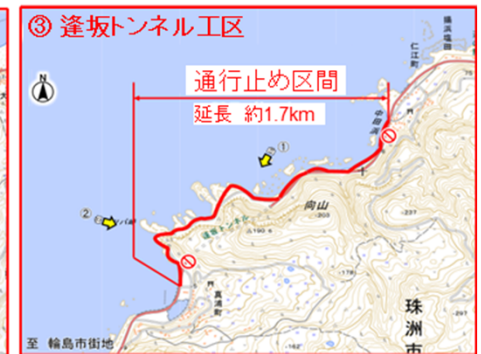 ③ 逢坂トンネル工区
通行止め区間
延長 約1.7km
N
仁江町
①
②
向山
逢坂トンネル
真浦町
珠洲市
至 輪島市街地